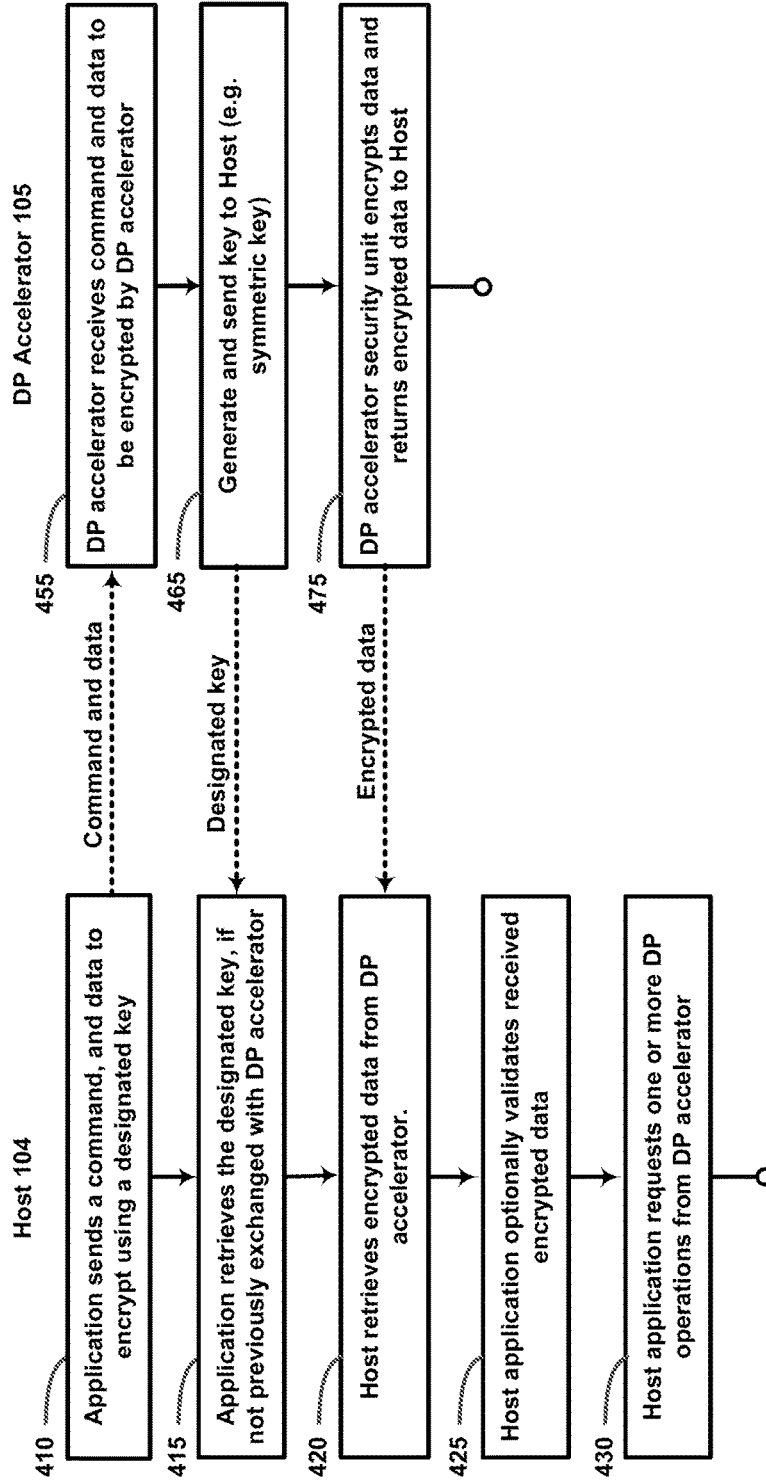 Host 104
410
Application sends a command, and data to
encrypt using a designated key
415
Application retrieves the designated key, if
not previously exchanged with DP accelerator
420
Host retrieves encrypted data from DP
accelerator.
425
Host application optionally validates received
encrypted data
430
Host application requests one or more DP
operations from DP accelerator
Command and data
Designated key
Encrypted data
DP Accelerator 105
455
DP accelerator receives command and data to
be encrypted by DP accelerator
465
Generate and send key to Host (e.g.
symmetric key)
475
DP accelerator security unit encrypts data and
returns encrypted data to Host